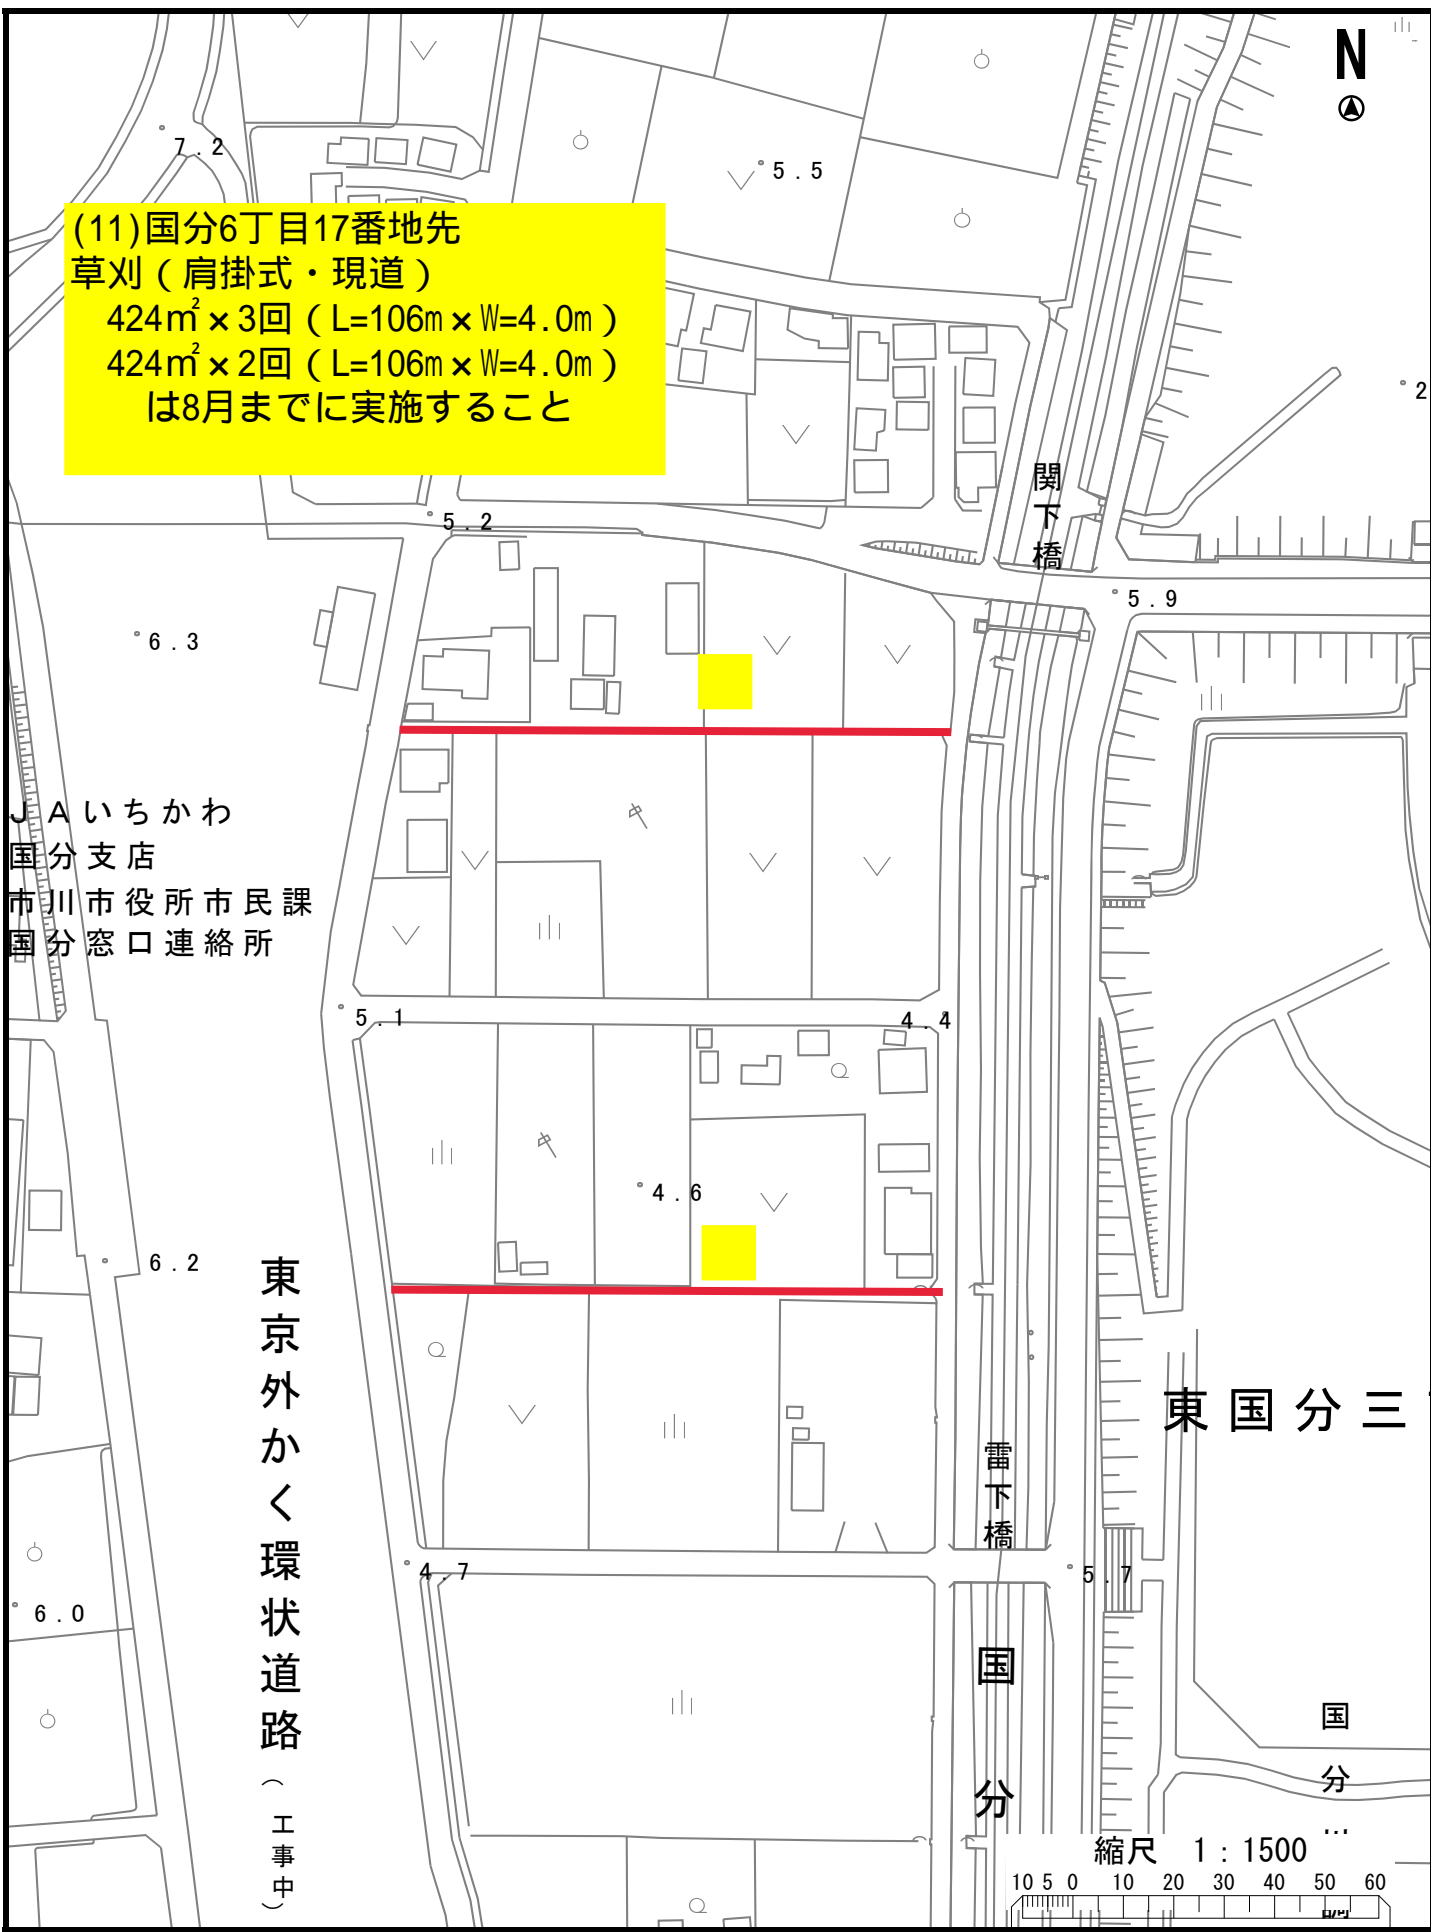 N
7.2
5.5
(11)国分6丁目17番地先
草刈(肩掛式・現道)
424㎡×3回(L=106m×W=4.0m)
424㎡×2回(L=106m×W=4.0m)
は8月までに実施すること
2
関下橋
5.2
5.9
6.3
JAいちかわ
国分支店
市川市役所市民課
国分窓口連絡所
5.1
4.4
4.6
6.2
東京外かく環状道路
(工事中)
東国分三
雷下橋
4.7
5.7
6.0
国分
国分
縮尺 1:1500
10 5 0 10 20 30 40 50 60